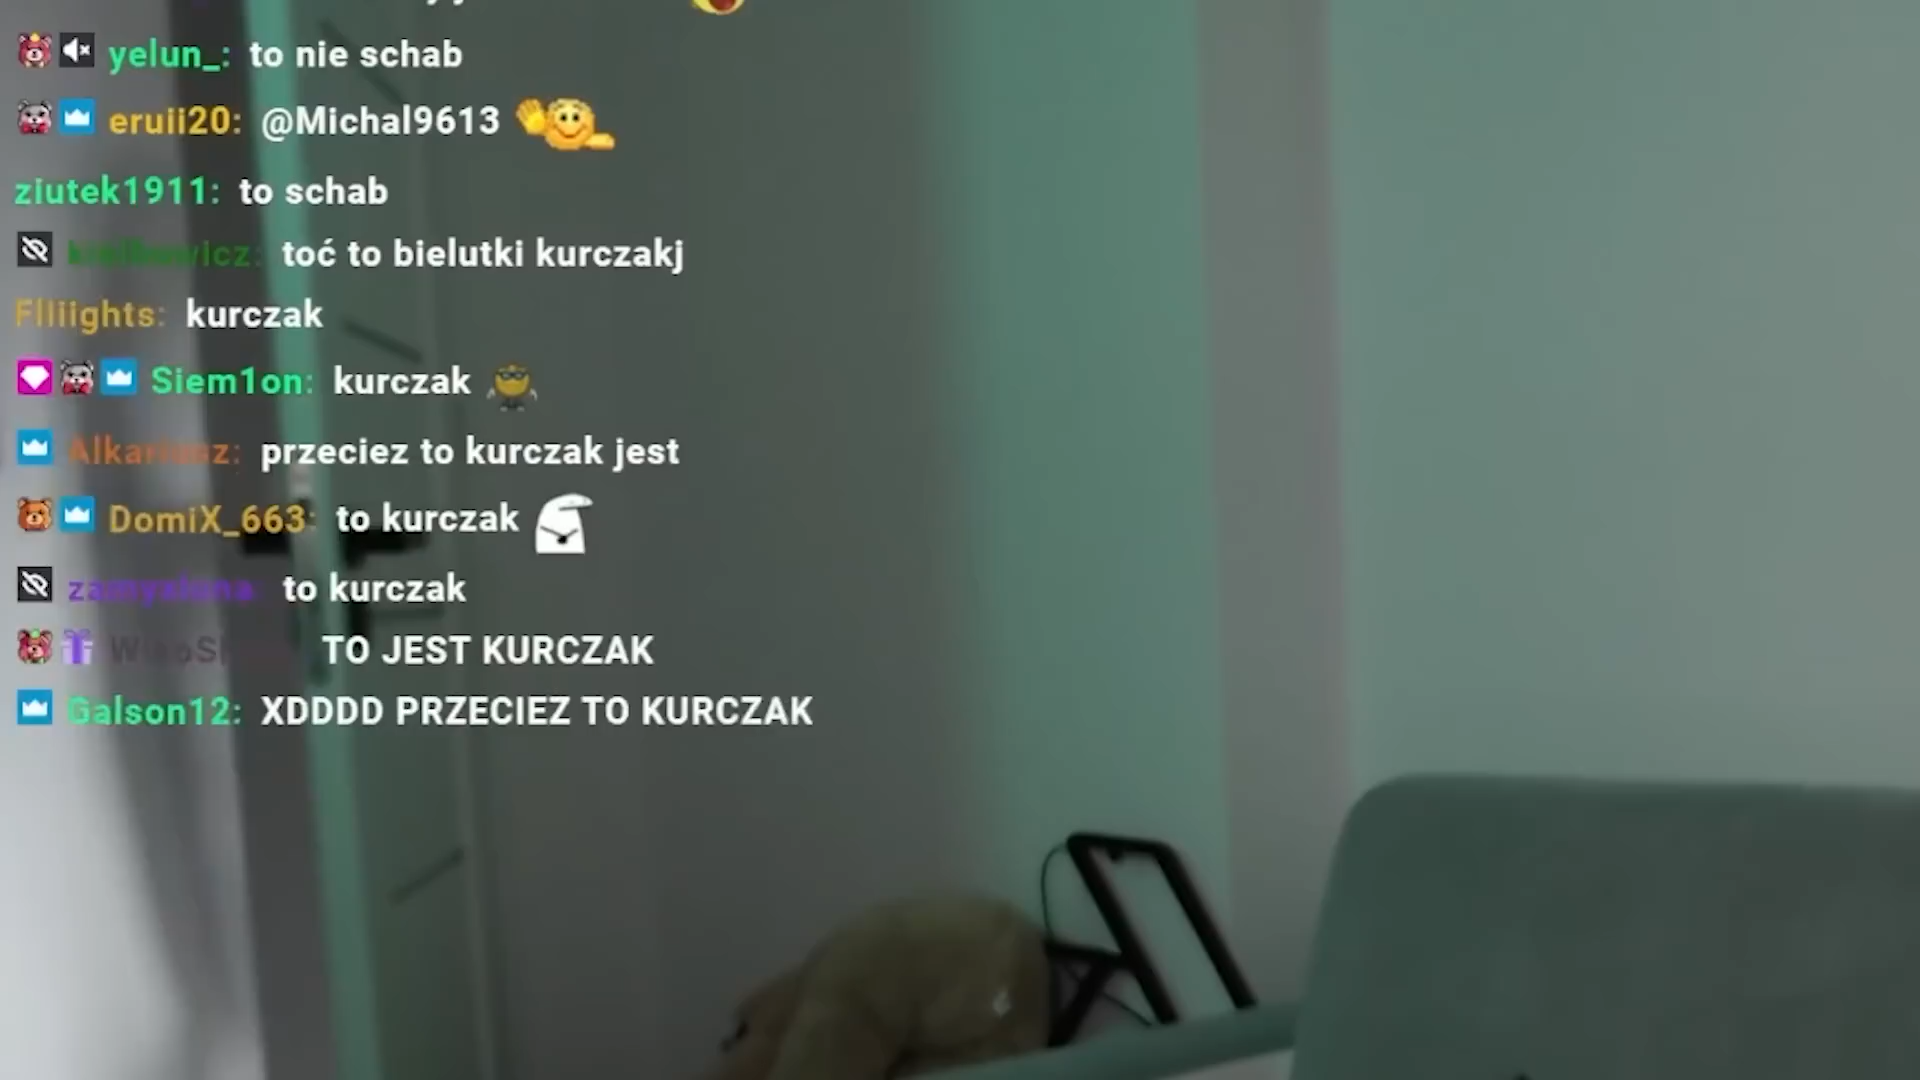 yelun_: to nie schab
eruii20: @Michal9613
ziutek1911: to schab
toć to bielutki kurczakj
Flliights: kurczak
Siem1on: kurczak
przeciez to kurczak jest
DomiX_663: to kurczak
to kurczak
TO JEST KURCZAK
Galson12: XDDDD PRZECIEZ TO KURCZAK